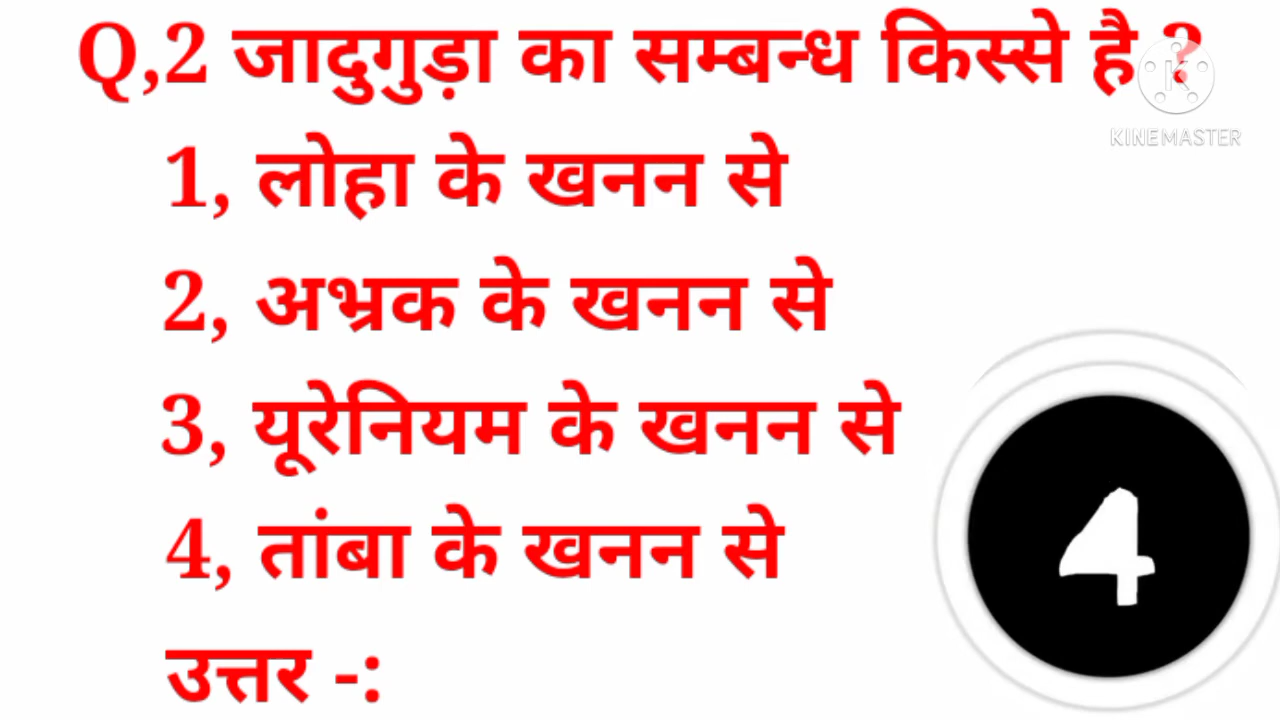 Q,2 जादुगुड़ा का सम्बन्ध किस्से है ?
KINEMASTER
1, लोहा के खनन से
2, अभ्रक के खनन से
3, यूरेनियम के खनन से
4, तांबा के खनन से
4
उत्तर -: